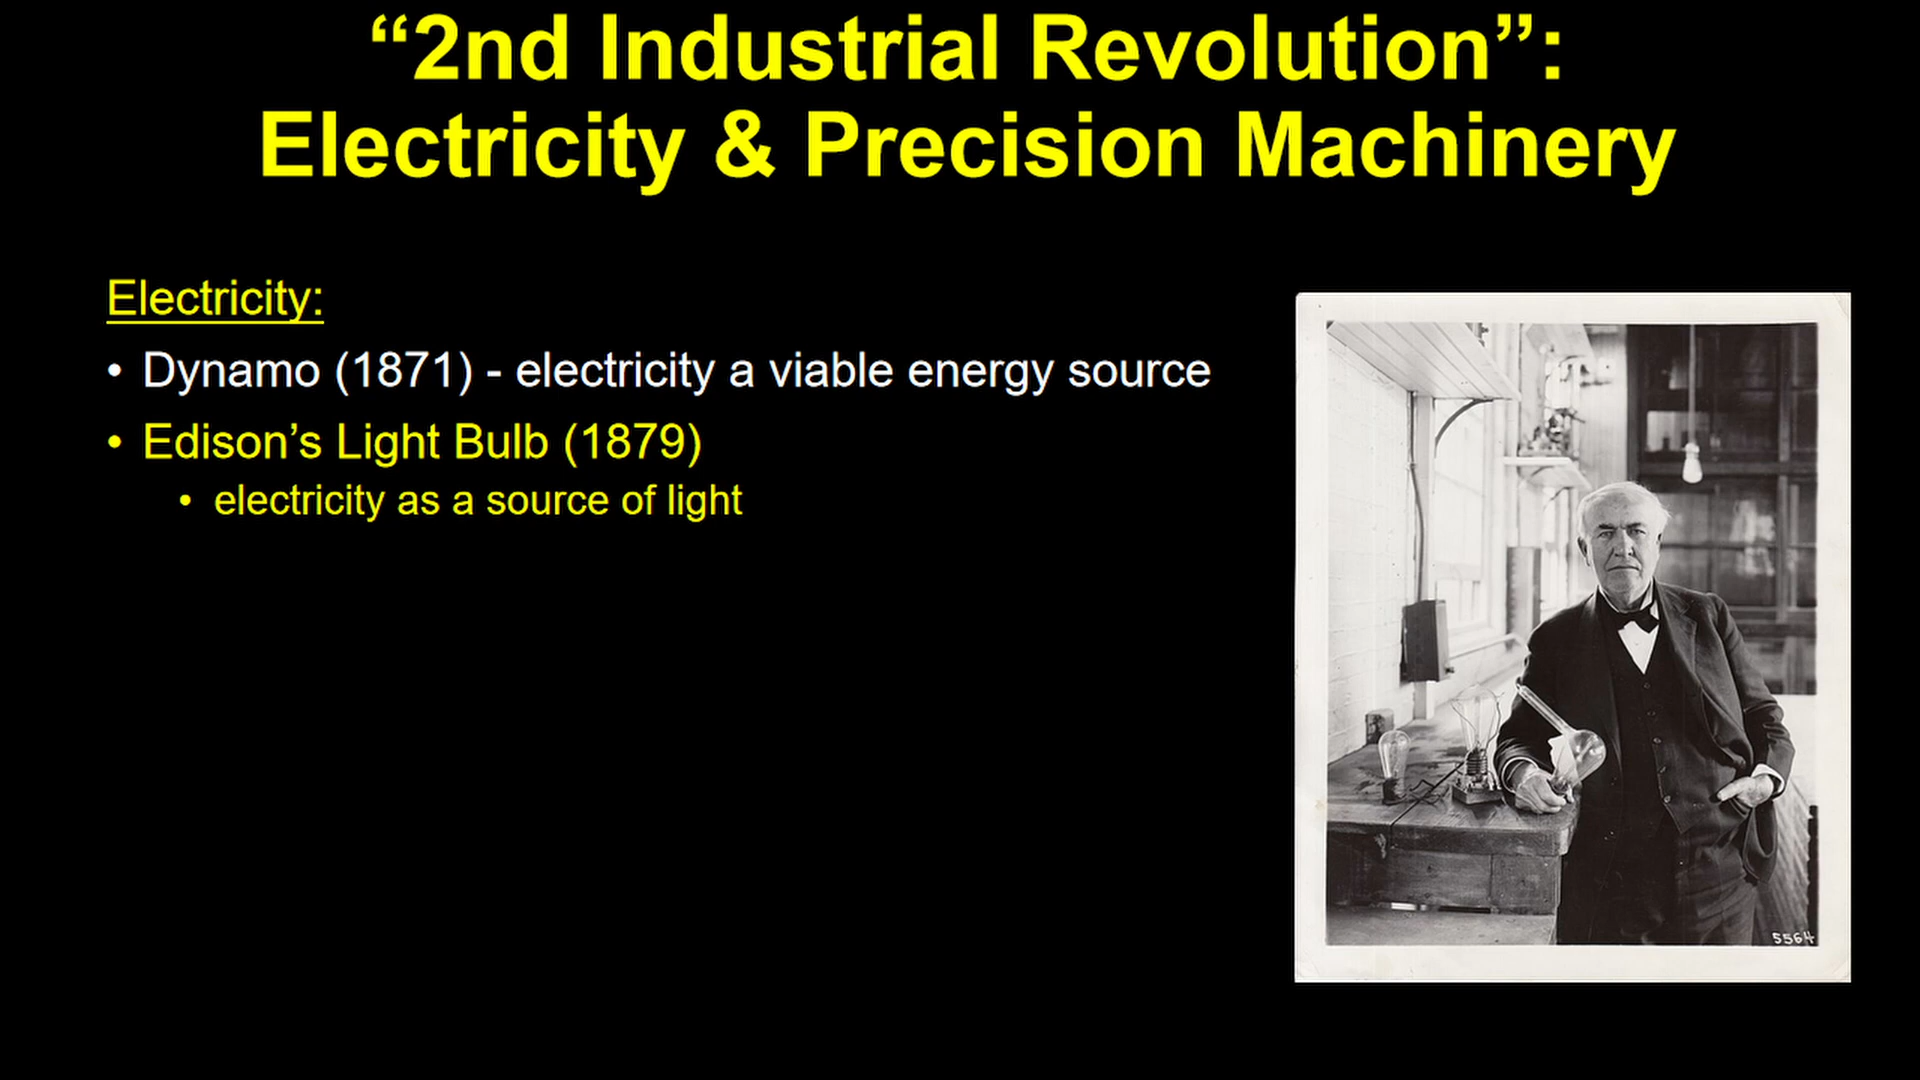 “2nd Industrial Revolution”:
Electricity & Precision Machinery
Electricity:
• Dynamo (1871) - electricity a viable energy source
• Edison’s Light Bulb (1879)
• electricity as a source of light
5564